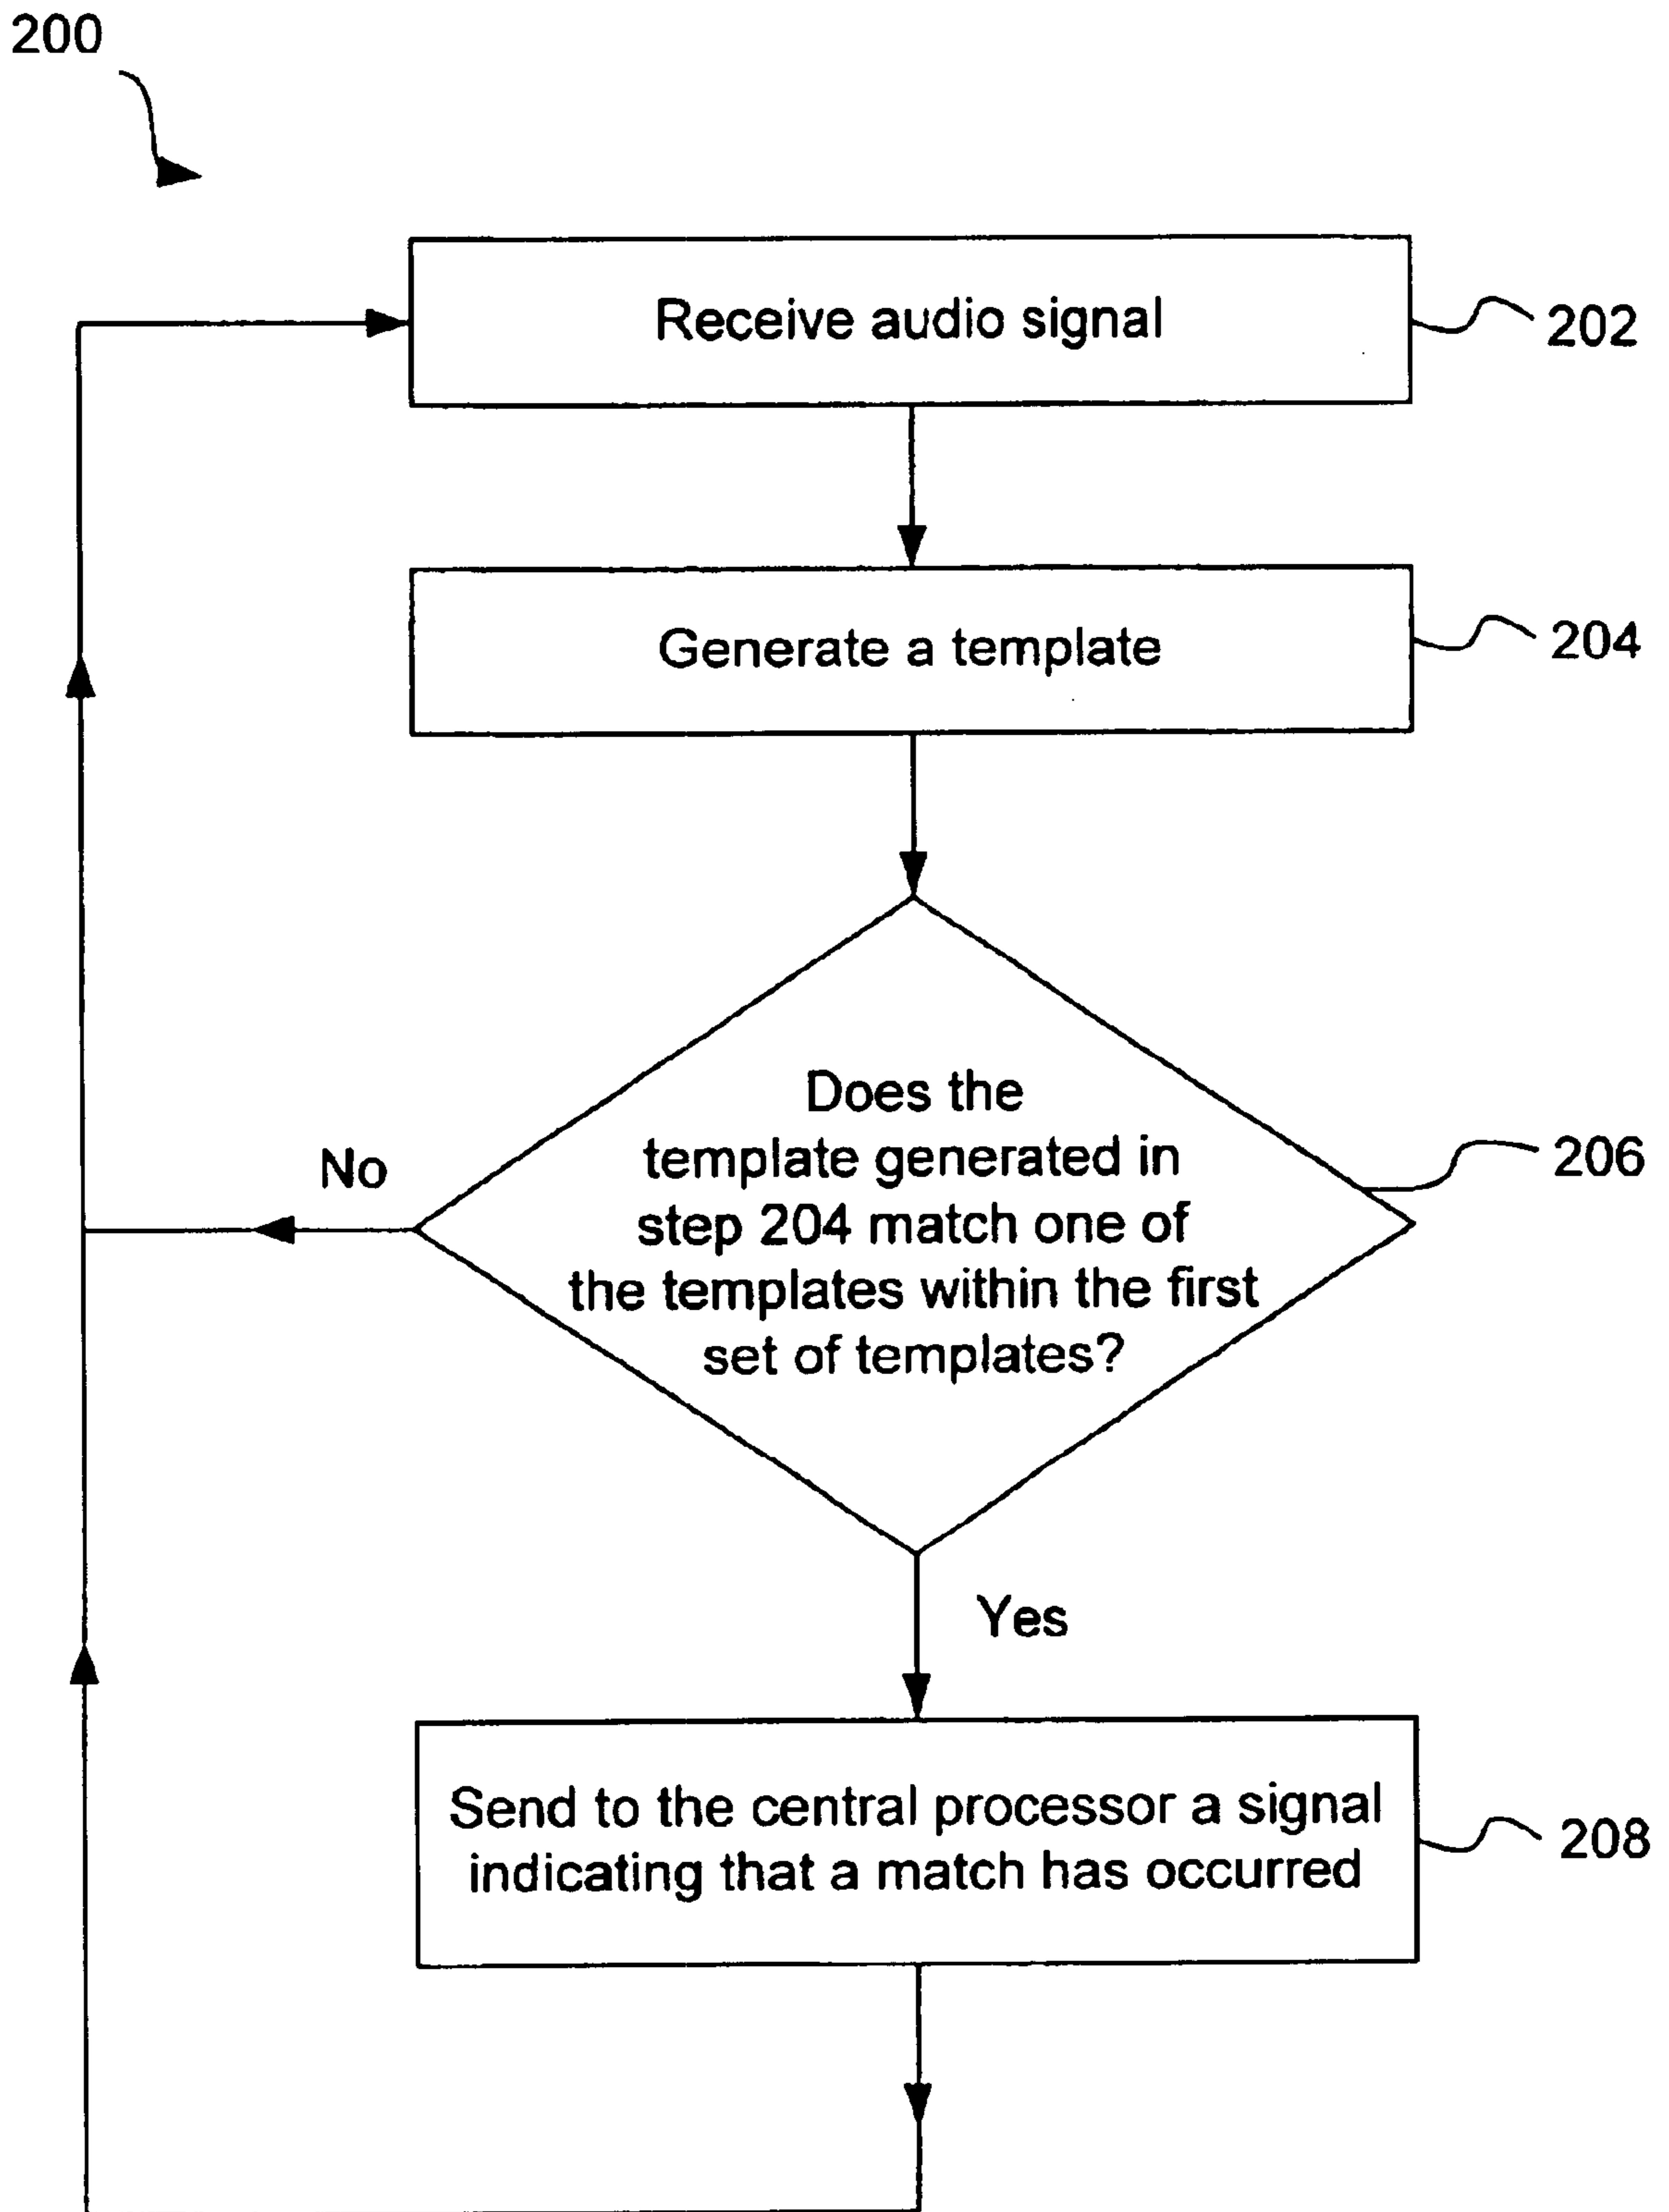 200
Receive audio signal
202
Generate a template
204
Does the
template generated in
step 204 match one of
the templates within the first
set of templates?
206
No
Yes
Send to the central processor a signal
indicating that a match has occurred
208